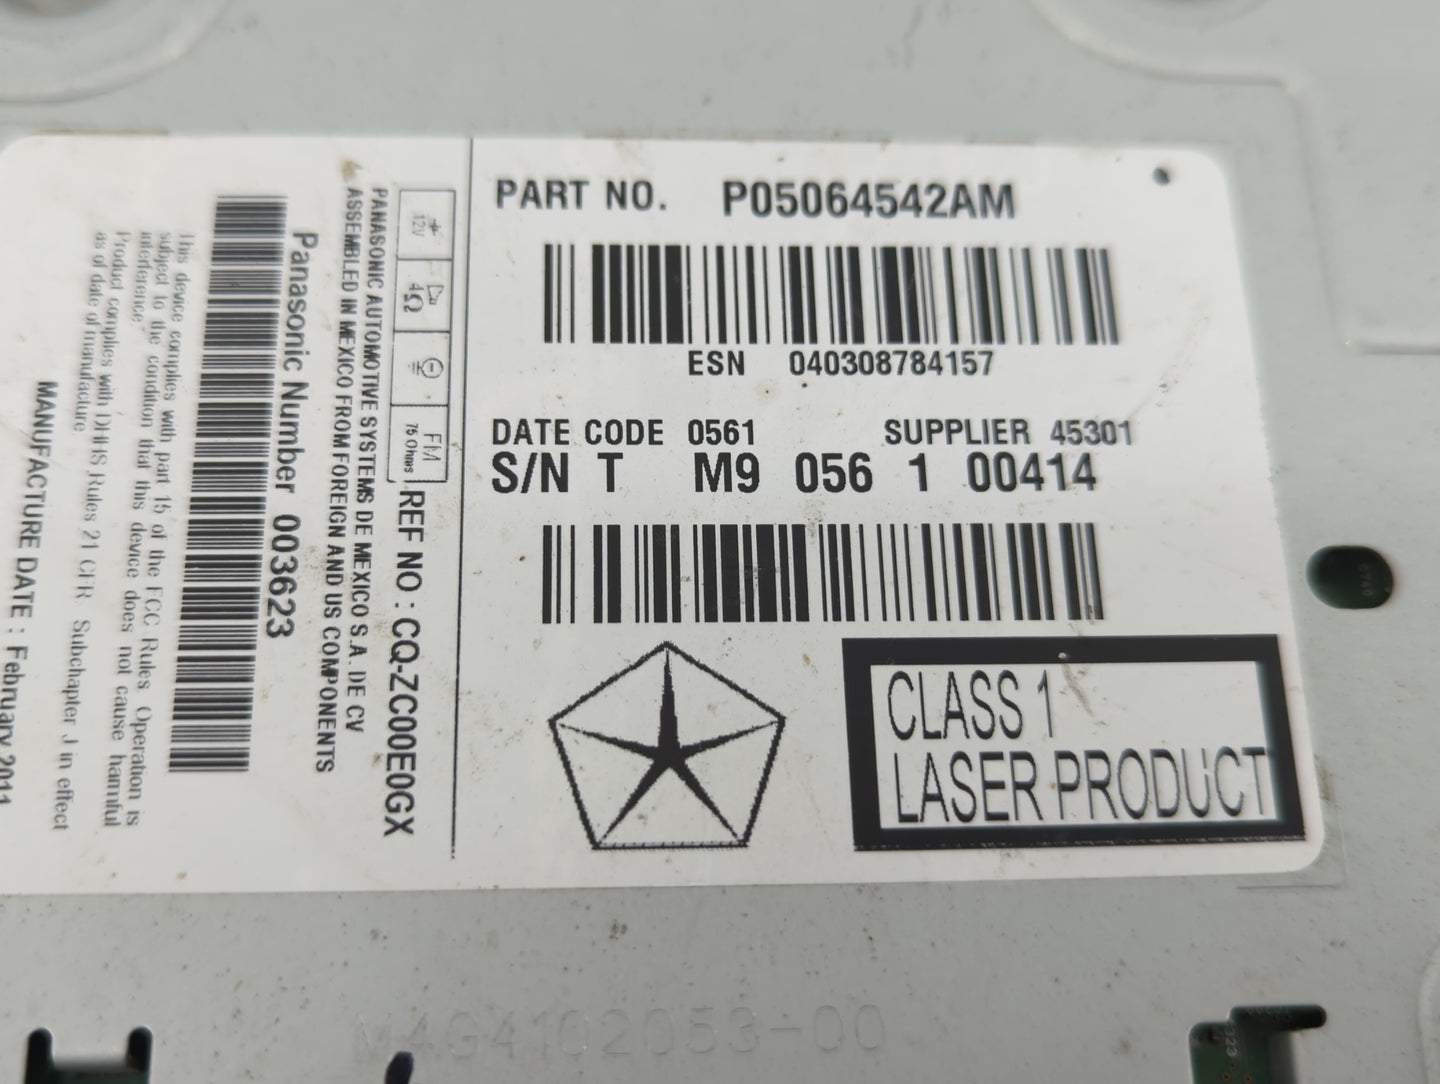 PART NO. P05064542AM
ESN 040308784157
DATE CODE 0561 SUPPLIER 45301
S/N T M9 056 1 00414
CLASS 1
LASER PRODUCT
12V
4Ω
FM
75 Ohms
REF NO : CQ-ZC00E0GX
PANASONIC AUTOMOTIVE SYSTEMS DE MEXICO S.A. DE CV
ASSEMBLED IN MEXICO FROM FOREIGN AND US COMPONENTS
Panasonic Number 003623
This device complies with part 15 of the FCC Rules. Operation is
subject to the condition that this device does not cause harmful
interference."
Product complies with DHHS Rules 21 CFR. Subchapter J in effect
as of date of manufacture.
MANUFACTURE DATE : February 2011
M4G4102053-00